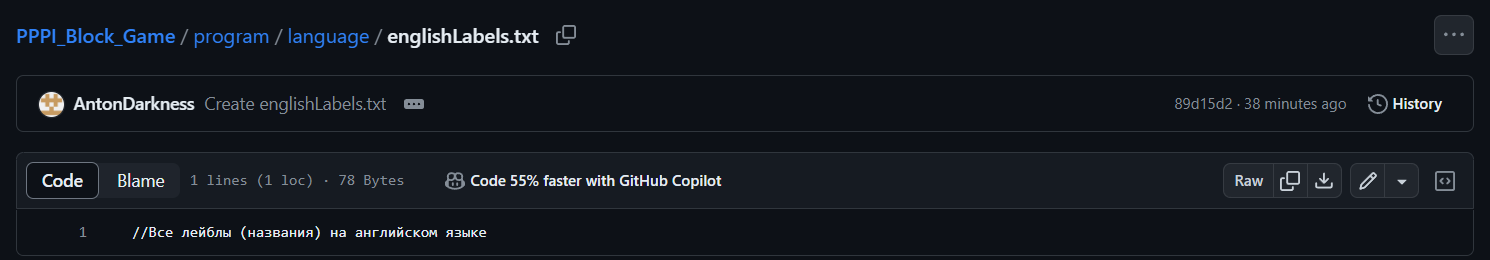 PPPI_Block_Game / program / language / englishLabels.txt
AntonDarkness Create englishLabels.txt 89d15d2 · 38 minutes ago History
Code Blame 1 lines (1 loc) · 78 Bytes Code 55% faster with GitHub Copilot Raw
1 //Все лейблы (названия) на английском языке